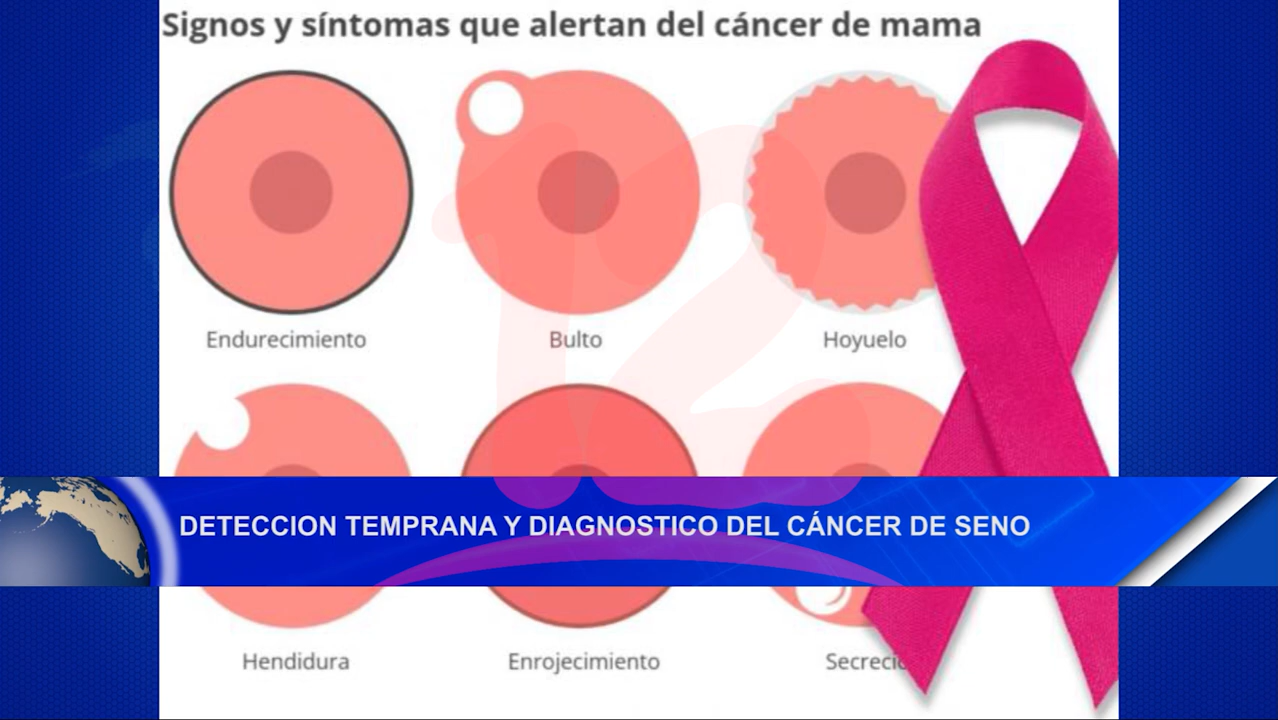 Signos y síntomas que alertan del cáncer de mama
Endurecimiento
Bulto
Hoyuelo
DETECCION TEMPRANA Y DIAGNOSTICO DEL CÁNCER DE SENO
Hendidura
Enrojecimiento
12